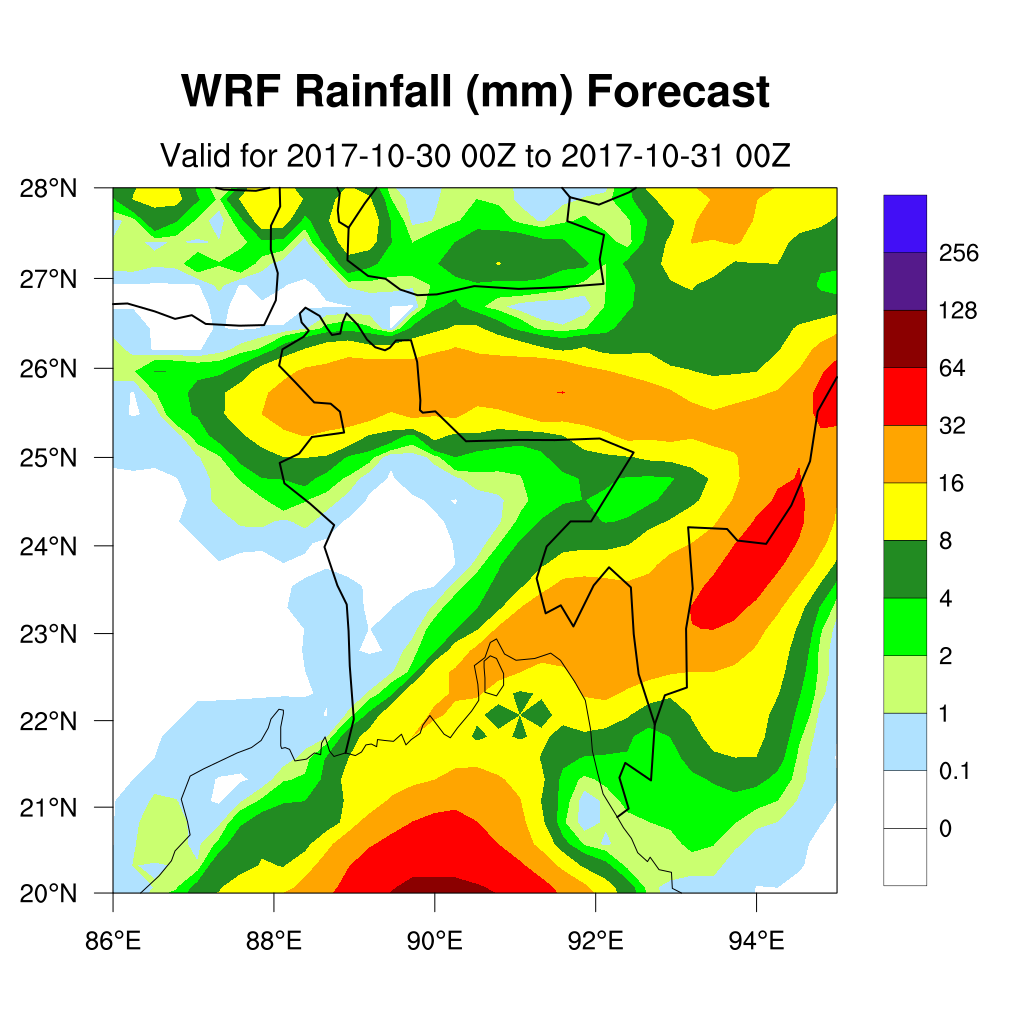 WRF Rainfall (mm) Forecast
Valid for 2017-10-30 00Z to 2017-10-31 00Z
28°N
27°N
26°N
25°N
24°N
23°N
22°N
21°N
20°N
86°E 88°E 90°E 92°E 94°E
256
128
64
32
16
8
4
2
1
0.1
0